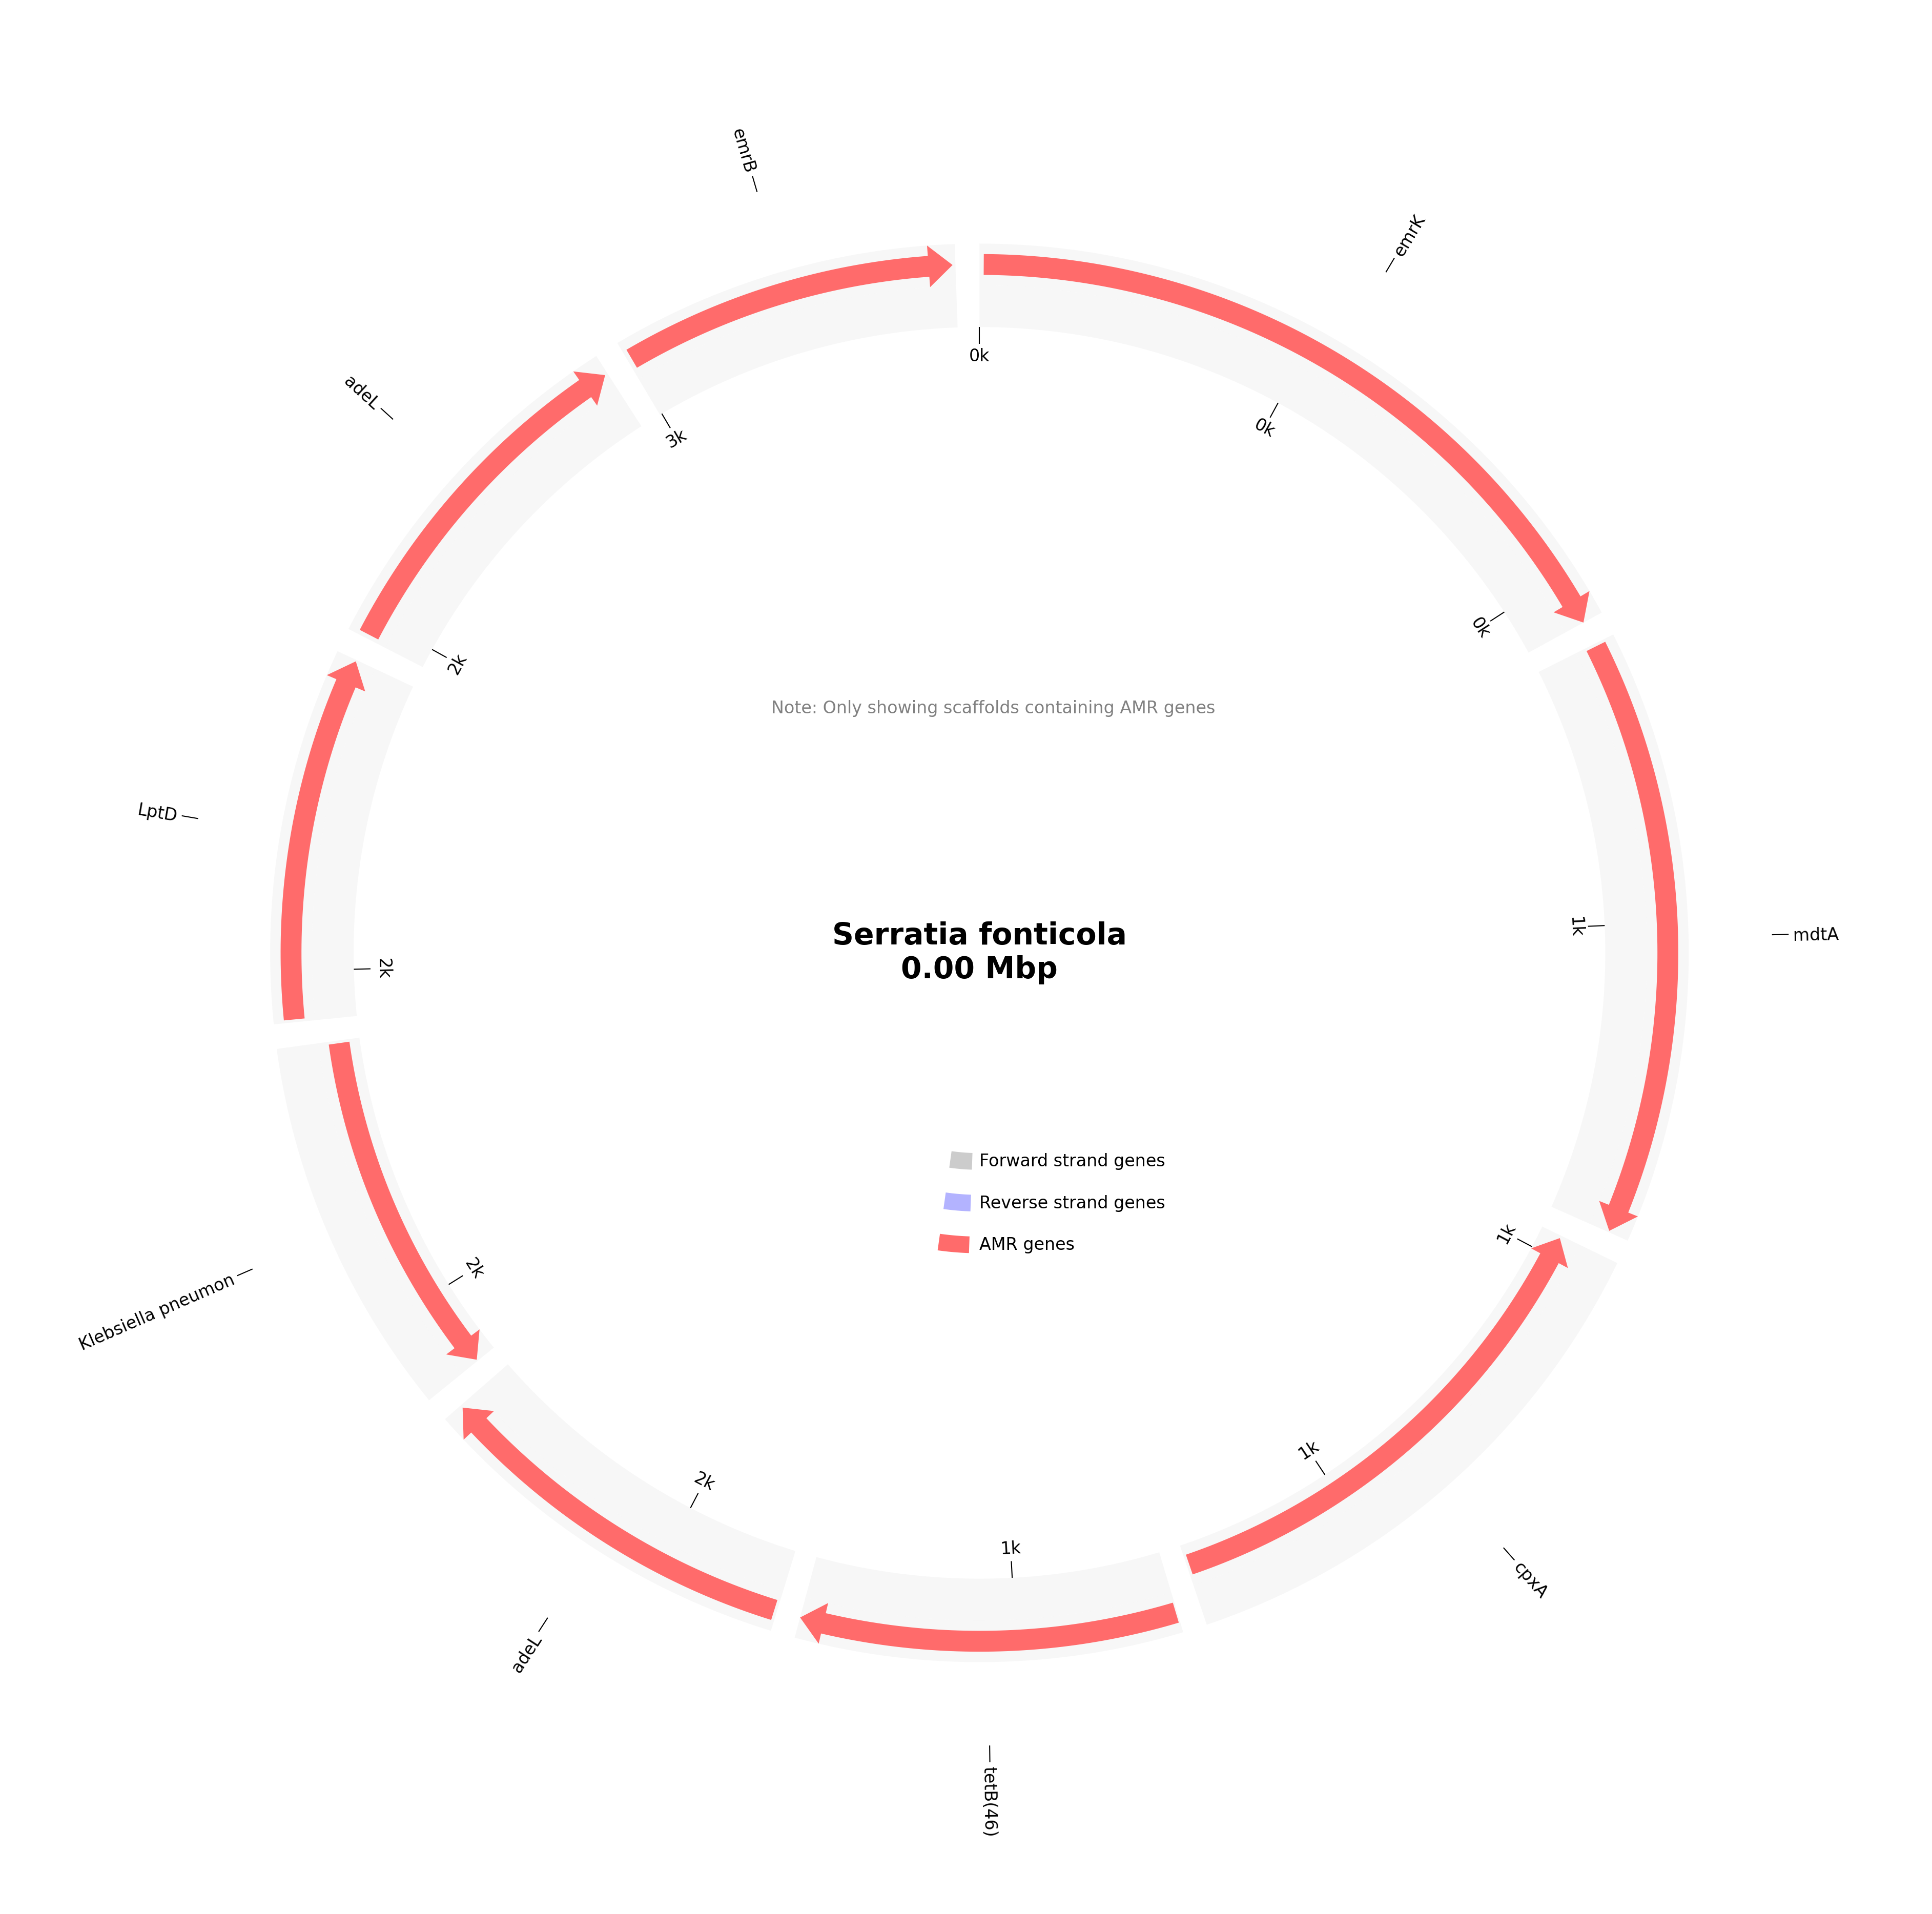 emrB
emrK
adeL
0k
0k
3k
0k
2k
Note: Only showing scaffolds containing AMR genes
LptD
1k
mdtA
Serratia fonticola
0.00 Mbp
2k
Forward strand genes
Reverse strand genes
AMR genes
1k
2k
Klebsiella pneumon
1k
2k
1k
cpxA
adeL
tetB(46)